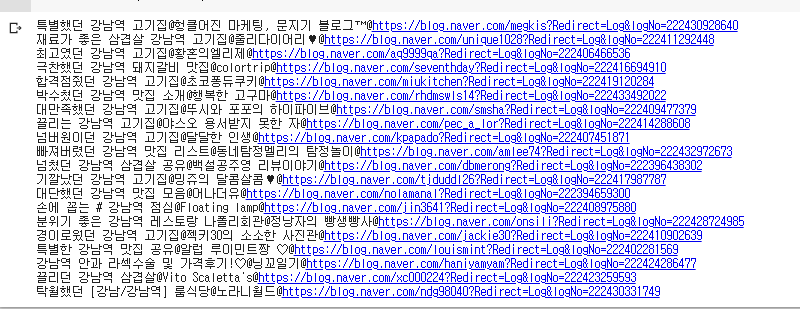 특별했던 강남역 고기집@헝클어진 마케팅, 문지기 블로그™@https://blog.naver.com/megkis?Redirect=Log&logNo=222430928640
재료가 좋은 삼겹살 강남역 고기집@줄리다이어리♥@https://blog.naver.com/unique1028?Redirect=Log&logNo=222411292448
최고였던 강남역 고기집@황혼의엘리제@https://blog.naver.com/aq9999qa?Redirect=Log&logNo=222406466536
극찬했던 강남역 돼지갈비 맛집@colortrip@https://blog.naver.com/seventhday?Redirect=Log&logNo=222416694910
합격점줬던 강남역 고기집@초코퐁듀쿠키@https://blog.naver.com/miukitchen?Redirect=Log&logNo=222419120284
박수쳤던 강남역 맛집 소개@행복한 고구마@https://blog.naver.com/rhdmswls14?Redirect=Log&logNo=222433492022
대만족했던 강남역 고기집@뚜시와 포포의 하이파이브@https://blog.naver.com/smsha?Redirect=Log&logNo=222409477379
끌리는 강남역 고기집@마스오 용서받지 못한 자@https://blog.naver.com/pec_a_lor?Redirect=Log&logNo=222414288608
넘버원이던 강남역 고기집@달달한 인생@https://blog.naver.com/kpapado?Redirect=Log&logNo=222407451871
빠져버렸던 강남역 맛집 리스트@동네탐정멜리의 탐정놀이@https://blog.naver.com/amlee74?Redirect=Log&logNo=222432972673
넘쳤던 강남역 삼겹살 공유@백설공주영 리뷰이야기@https://blog.naver.com/dbmerong?Redirect=Log&logNo=222396438302
기깔났던 강남역 고기집@밍쮸의 달콤살콤♥@https://blog.naver.com/tjduddl26?Redirect=Log&logNo=222417987787
대단했던 강남역 맛집 모음@어나더유@https://blog.naver.com/nolamanal?Redirect=Log&logNo=222394659300
손에 꼽는 # 강남역 점심@Floating lamp@https://blog.naver.com/jin3641?Redirect=Log&logNo=222408975880
분위기 좋은 강남역 레스토랑 나폴리회관@정낭자의 빵생빵사@https://blog.naver.com/onsili?Redirect=Log&logNo=222428724985
경이로웠던 강남역 고기집@잭키30의 소소한 사진관@https://blog.naver.com/jackie30?Redirect=Log&logNo=222410902639
특별한 강남역 맛집 공유@알럽 루이민트짱 ♡@https://blog.naver.com/louismint?Redirect=Log&logNo=222402281569
강남역 안과 라섹수술 및 가격후기!♡@닝꼬일기@https://blog.naver.com/haniyamyam?Redirect=Log&logNo=222424286477
끌리던 강남역 삼겹살@Vito Scaletta's@https://blog.naver.com/xc000224?Redirect=Log&logNo=222423259593
탁월했던 [강남/강남역] 룸식당@노라니월드@https://blog.naver.com/ndg98040?Redirect=Log&logNo=222430331749